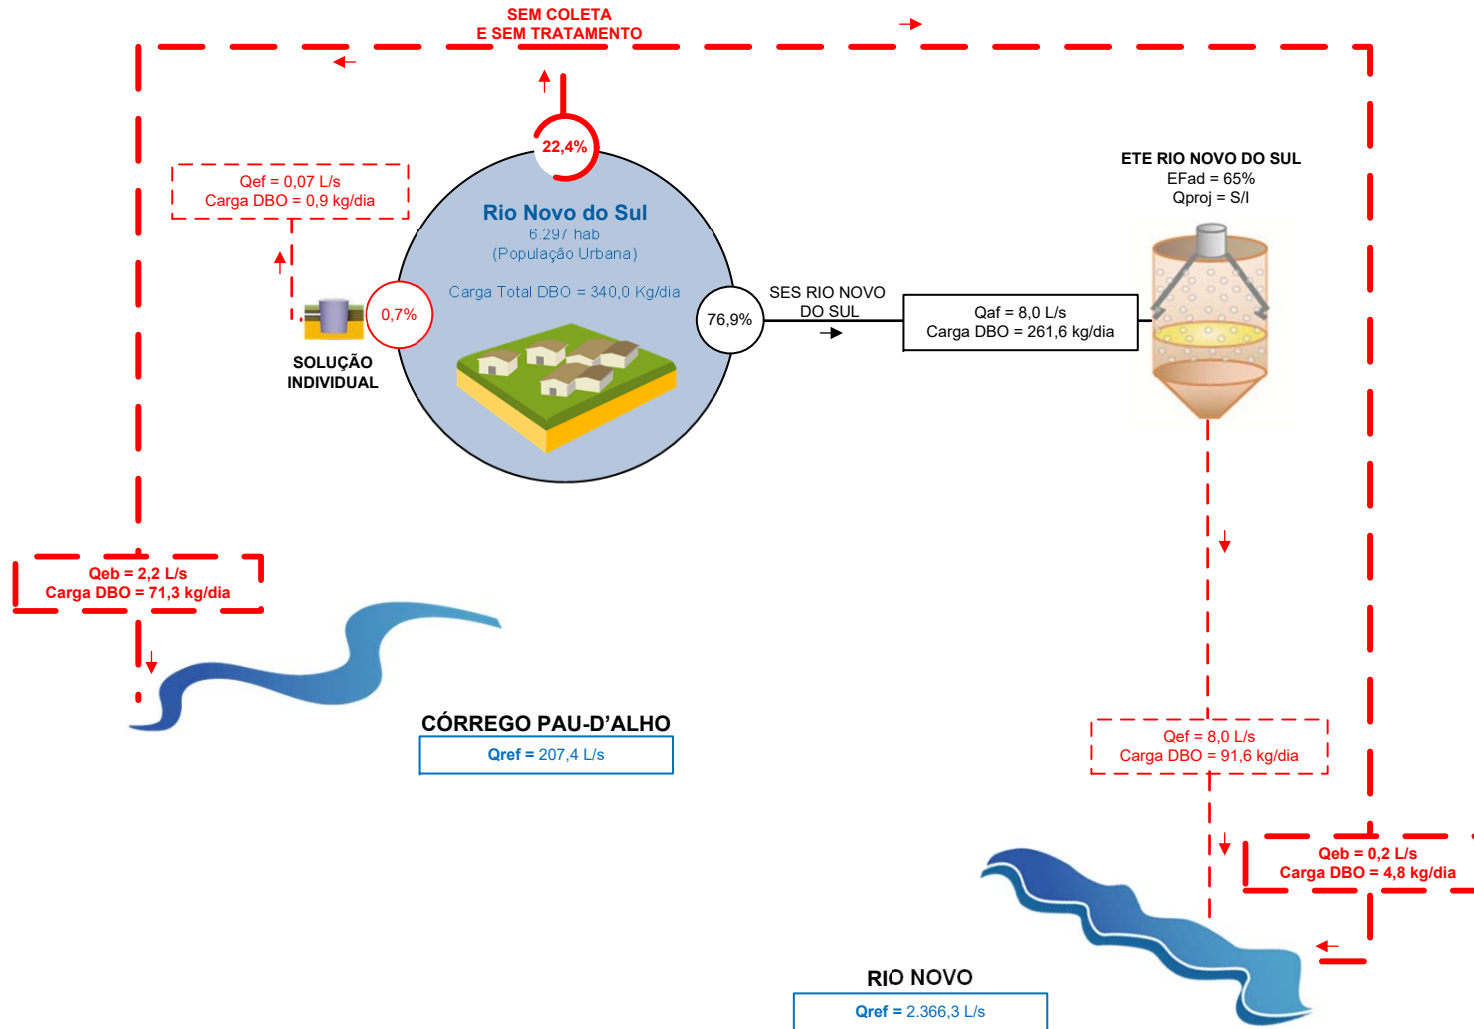 SEM COLETA
E SEM TRATAMENTO
22,4%
Qef = 0,07 L/s
Carga DBO = 0,9 kg/dia
Rio Novo do Sul
6.297 hab
(População Urbana)
Carga Total DBO = 340,0 Kg/dia
0,7%
SOLUÇÃO
INDIVIDUAL
76,9%
SES RIO NOVO
DO SUL
Qaf = 8,0 L/s
Carga DBO = 261,6 kg/dia
ETE RIO NOVO DO SUL
EFad = 65%
Qproj = S/I
Qeb = 2,2 L/s
Carga DBO = 71,3 kg/dia
CÓRREGO PAU-D’ALHO
Qref = 207,4 L/s
Qef = 8,0 L/s
Carga DBO = 91,6 kg/dia
Qeb = 0,2 L/s
Carga DBO = 4,8 kg/dia
RIO NOVO
Qref = 2.366,3 L/s